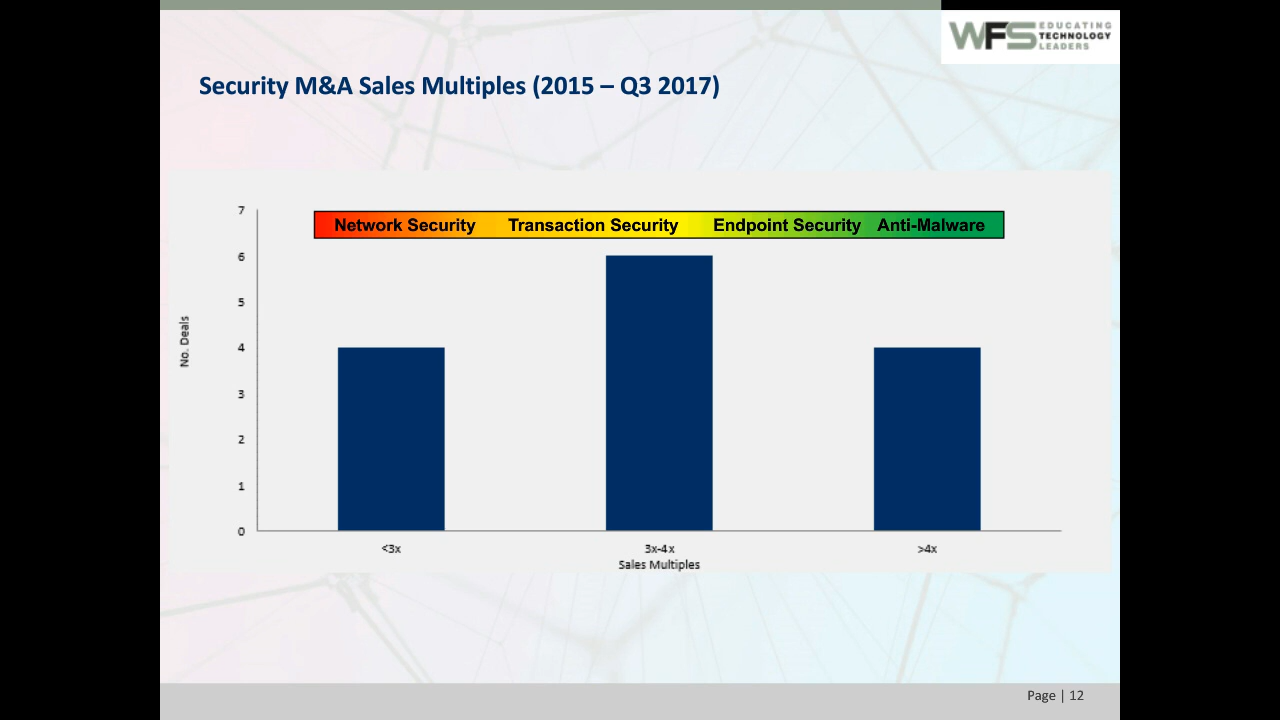 WFS EDUCATING
TECHNOLOGY
LEADERS
Security M&A Sales Multiples (2015 – Q3 2017)
Network Security Transaction Security Endpoint Security Anti-Malware
No. Deals
7
6
5
4
3
2
1
0
<3x 3x-4x >4x
Sales Multiples
Page | 12